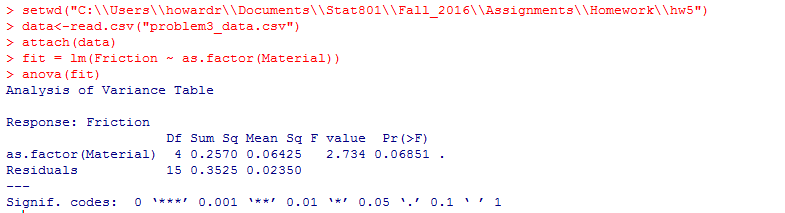 > setwd("C:\\Users\\howardr\\Documents\\Stat801\\Fall_2016\\Assignments\\Homework\\hw5")
> data<-read.csv("problem3_data.csv")
> attach(data)
> fit = lm(Friction ~ as.factor(Material))
> anova(fit)
Analysis of Variance Table
Response: Friction
Df Sum Sq Mean Sq F value Pr(>F)
as.factor(Material) 4 0.2570 0.06425 2.734 0.06851 .
Residuals 15 0.3525 0.02350
---
Signif. codes: 0 ‘***’ 0.001 ‘**’ 0.01 ‘*’ 0.05 ‘.’ 0.1 ‘ ’ 1